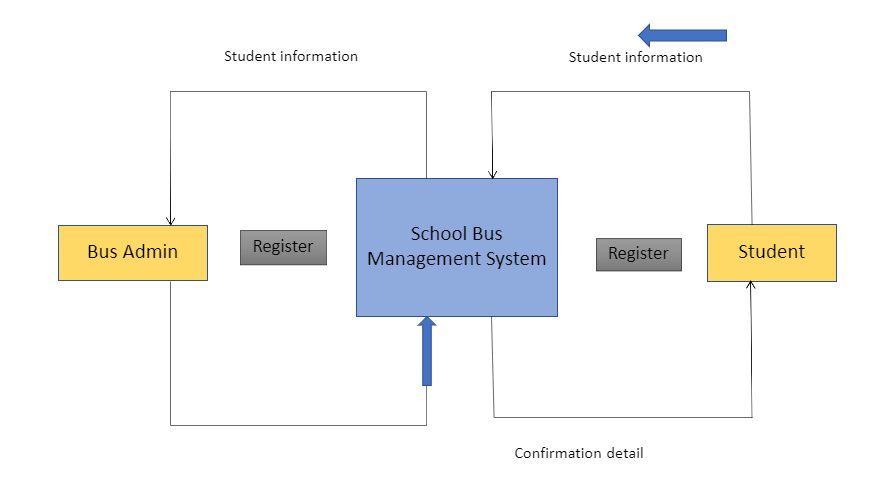 Student information
Student information
Bus Admin
Register
School Bus
Management System
Register
Student
Confirmation detail